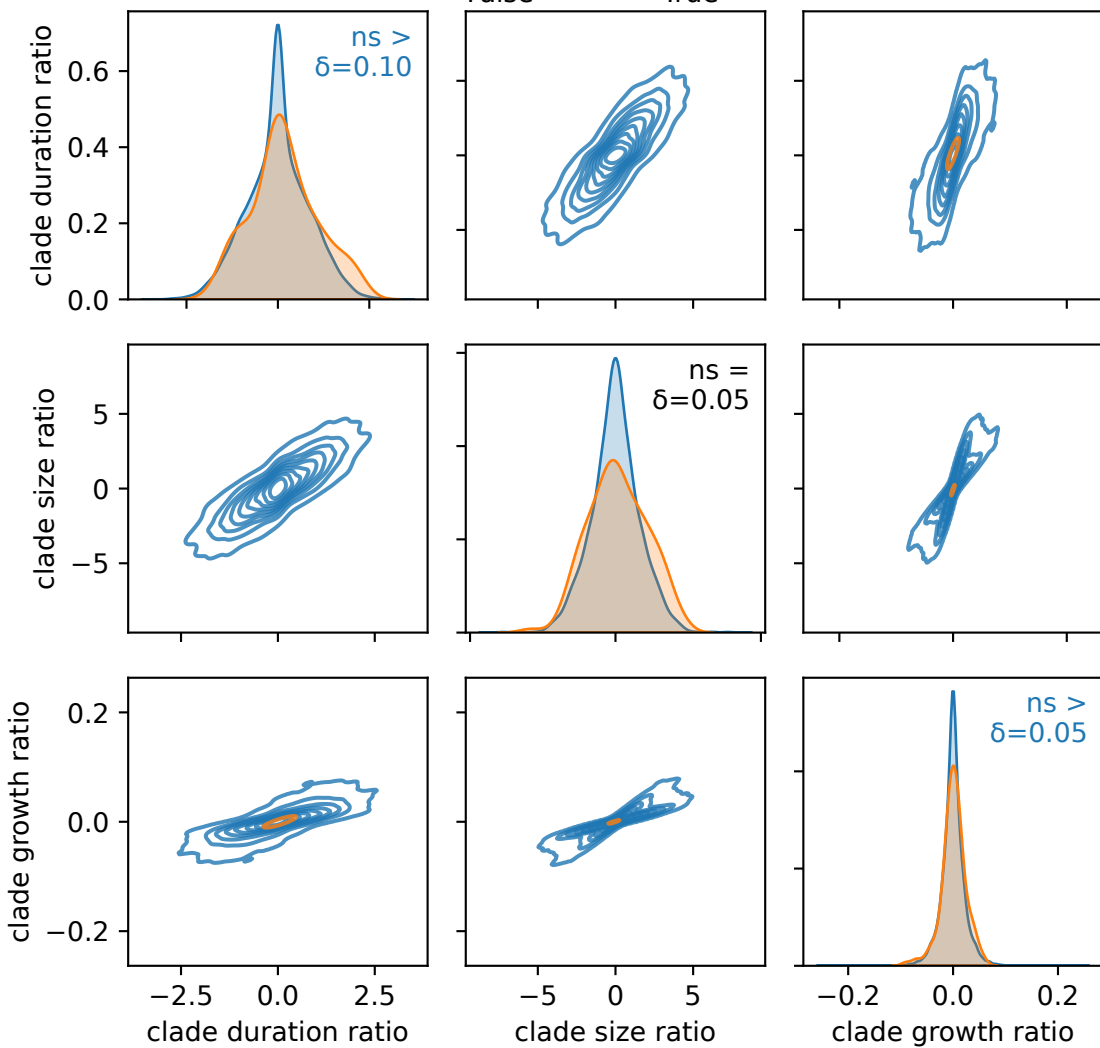 clade duration ratio
0.6
0.4
0.2
0.0
ns >
δ=0.10
clade size ratio
5
0
−5
ns =
δ=0.05
clade growth ratio
0.2
0.0
−0.2
ns >
δ=0.05
−2.5 0.0 2.5
−5 0 5
−0.2 0.0 0.2
clade duration ratio
clade size ratio
clade growth ratio